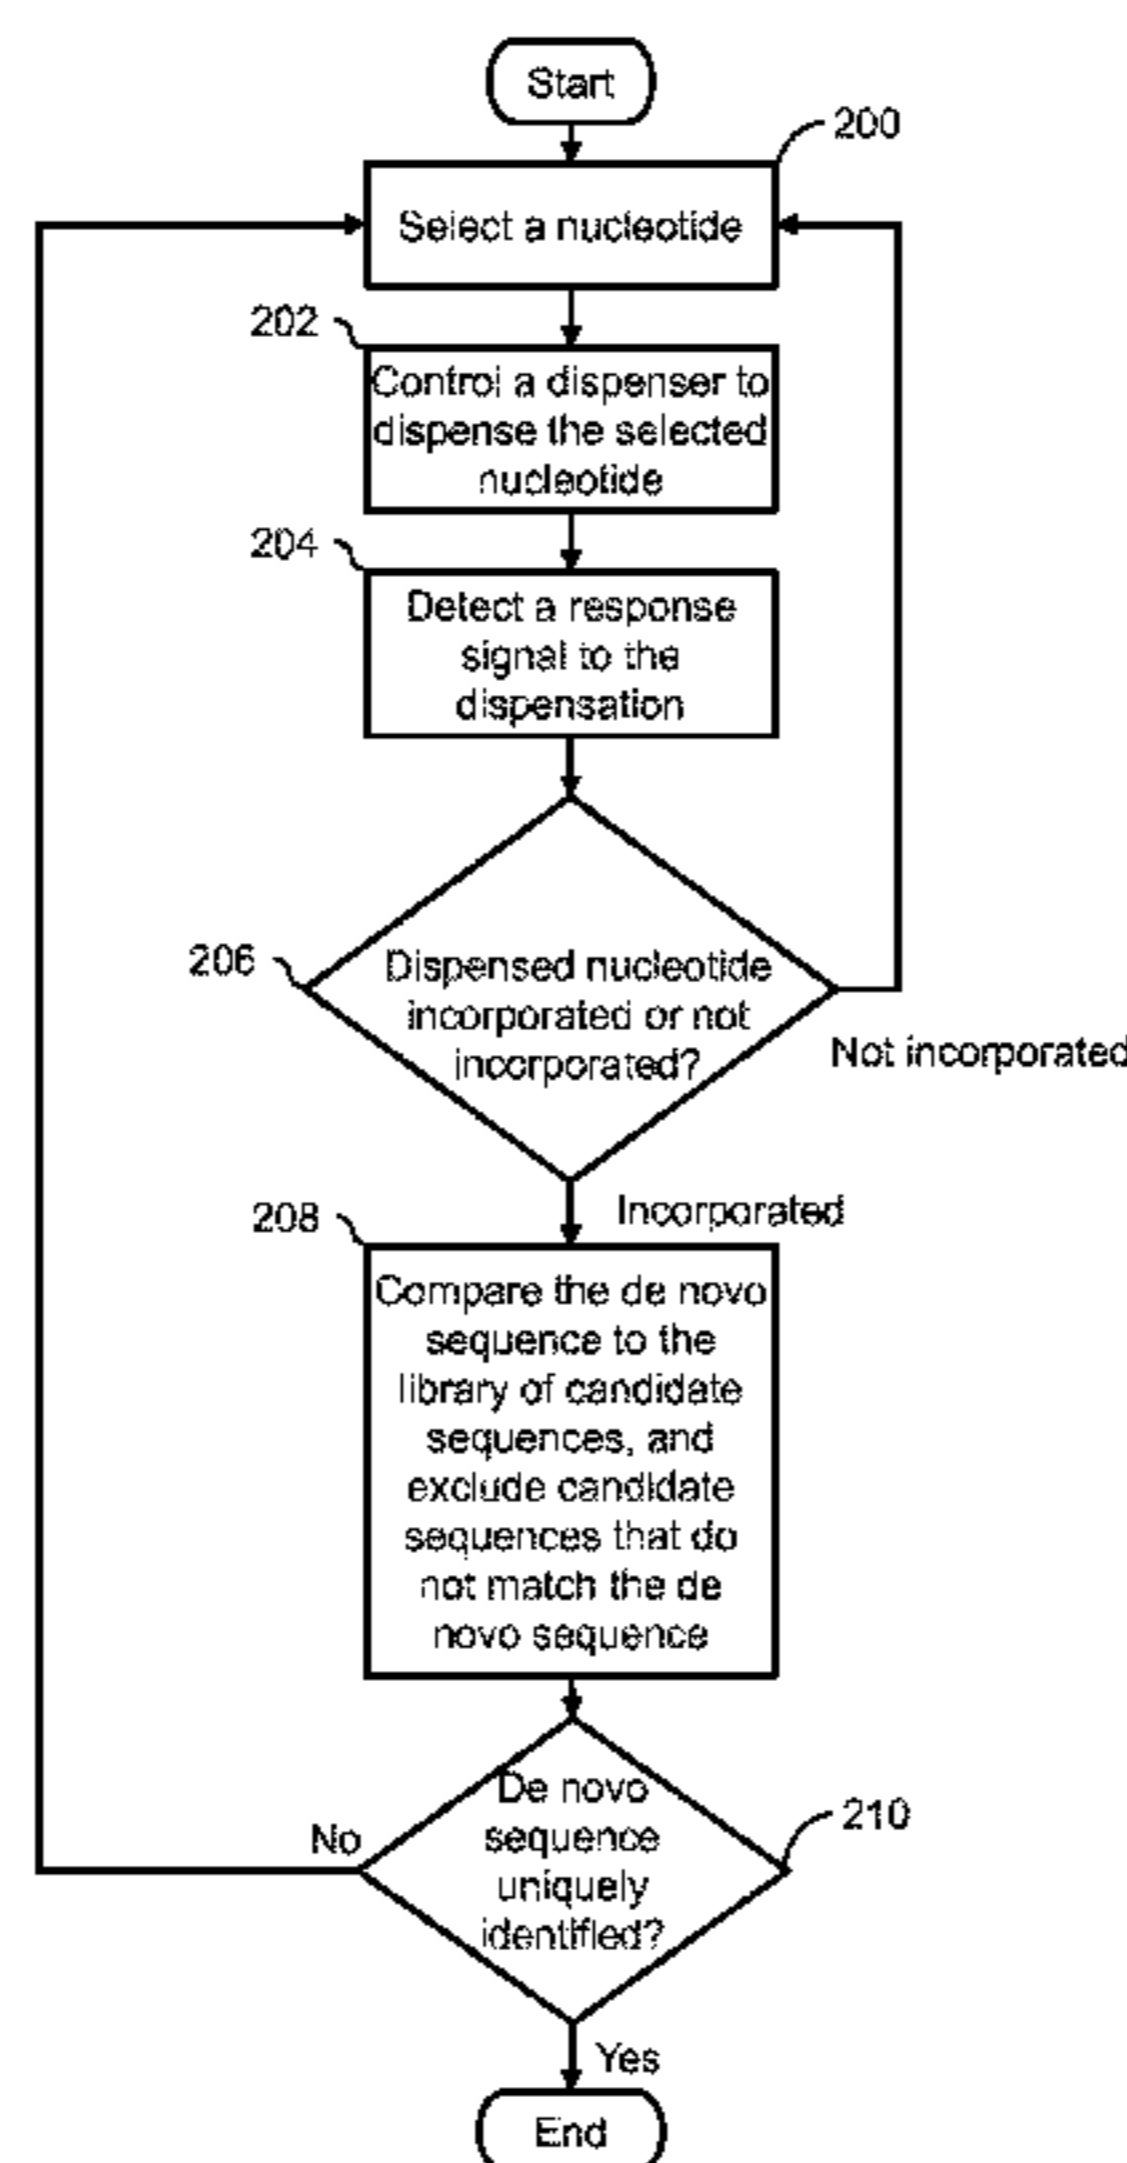 Start
200
Select a nucleotide
202
Control a dispenser to
dispense the selected
nucleotide
204
Detect a response
signal to the
dispensation
206
Dispensed nucleotide
incorporated or not
incorporated?
Not incorporated
Incorporated
208
Compare the de novo
sequence to the
library of candidate
sequences, and
exclude candidate
sequences that do
not match the de
novo sequence
No
De novo
sequence
uniquely
identified?
210
Yes
End